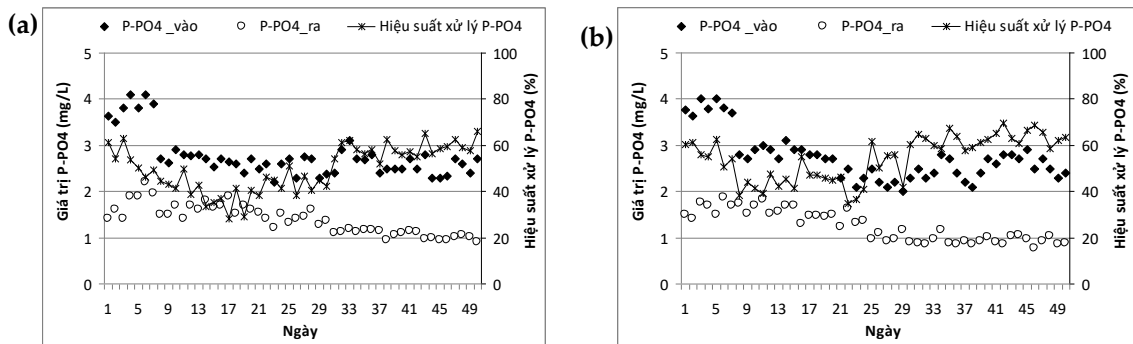 (a)
P-PO4 _vào P-PO4_ra Hiệu suất xử lý P-PO4
Giá trị P-PO4 (mg/L)
5
4
3
2
1
0
100
80
60
40
20
0
Hiệu suất xử lý P-PO4 (%)
1 5 9 13 17 21 25 29 33 37 41 45 49
Ngày
(b)
P-PO4 _vào P-PO4_ra Hiệu suất xử lý P-PO4
Giá trị P-PO4 (mg/L)
5
4
3
2
1
0
100
80
60
40
20
0
Hiệu suất xử lý P-PO4 (%)
1 5 9 13 17 21 25 29 33 37 41 45 49
Ngày